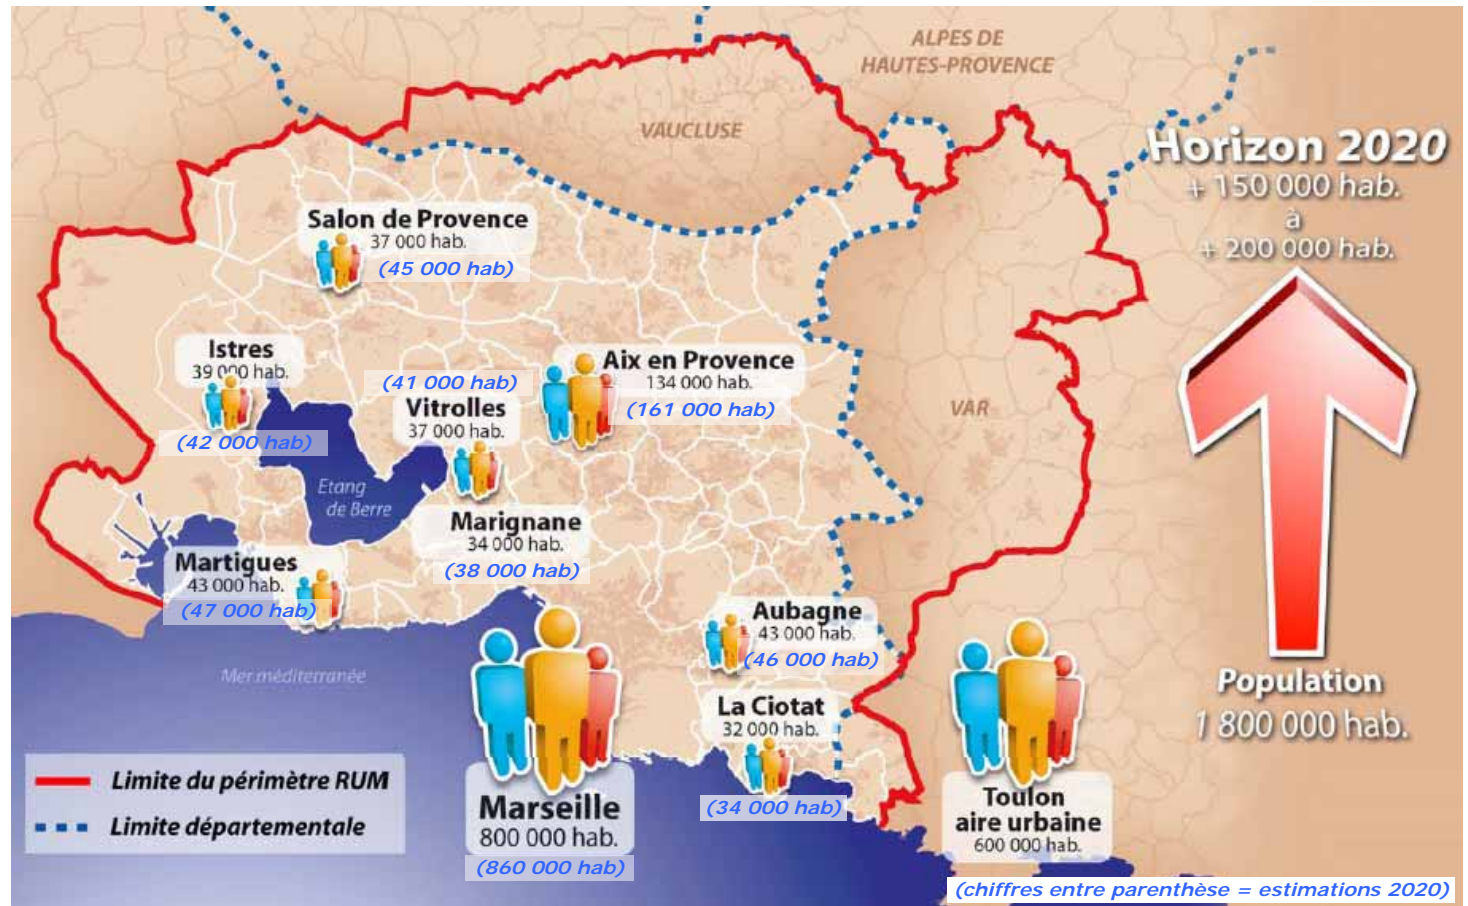 ALPES DE
HAUTES-PROVENCE
VAUCLUSE
Horizon 2020
+ 150 000 hab.
à
+ 200 000 hab.
Salon de Provence
37 000 hab.
(45 000 hab)
Istres
39 000 hab.
(42 000 hab)
(41 000 hab)
Vitrolles
37 000 hab.
Aix en Provence
134 000 hab.
(161 000 hab)
VAR
Etang
de Berre
Marignane
34 000 hab.
(38 000 hab)
Martigues
43 000 hab.
(47 000 hab)
Aubagne
43 000 hab.
(46 000 hab)
Mer méditerranée
La Ciotat
32 000 hab.
(34 000 hab)
Population
1 800 000 hab.
Limite du périmètre RUM
Limite départementale
Marseille
800 000 hab.
(860 000 hab)
Toulon
aire urbaine
600 000 hab.
(chiffres entre parenthèse = estimations 2020)